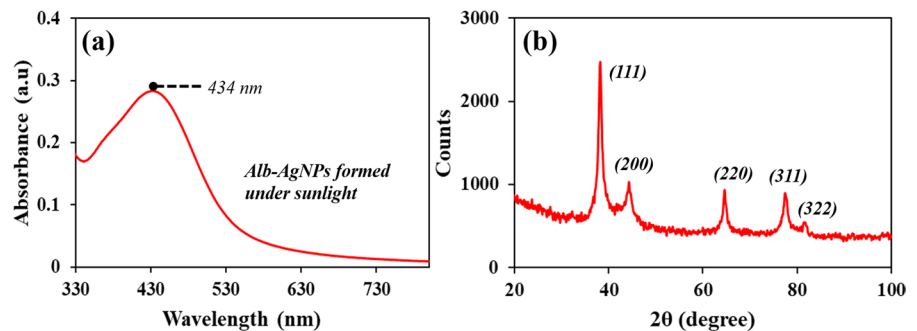 (a)
0.4
0.3
0.2
0.1
0
Absorbance (a.u)
434 nm
Alb-AgNPs formed
under sunlight
330 430 530 630 730
Wavelength (nm)
(b)
3000
2000
1000
0
Counts
(111)
(200)
(220)
(311)
(322)
20 40 60 80 100
2θ (degree)